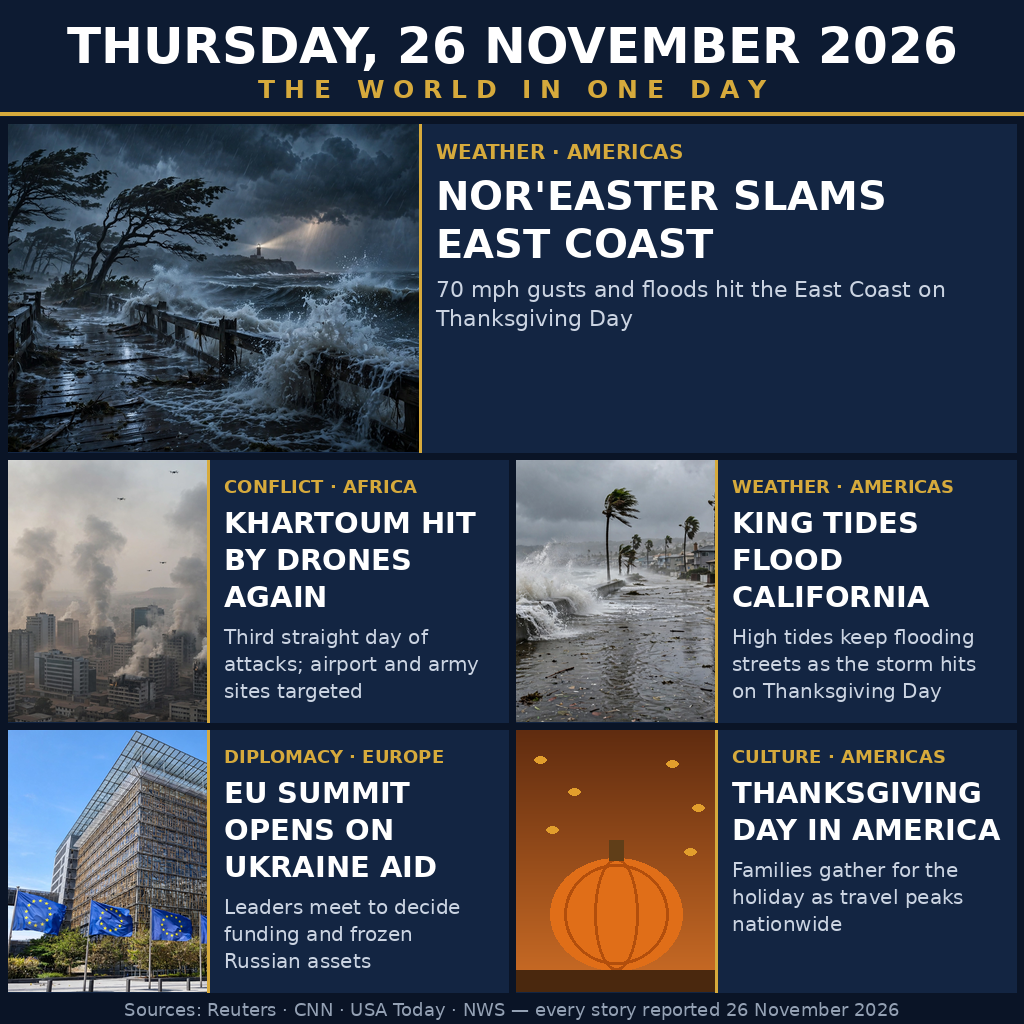 THURSDAY, 26 NOVEMBER 2026
THE WORLD IN ONE DAY
WEATHER · AMERICAS
NOR'EASTER SLAMS
EAST COAST
70 mph gusts and floods hit the East Coast on
Thanksgiving Day
CONFLICT · AFRICA
KHARTOUM HIT
BY DRONES
AGAIN
Third straight day of
attacks; airport and army
sites targeted
WEATHER · AMERICAS
KING TIDES
FLOOD
CALIFORNIA
High tides keep flooding
streets as the storm hits
on Thanksgiving Day
DIPLOMACY · EUROPE
EU SUMMIT
OPENS ON
UKRAINE AID
Leaders meet to decide
funding and frozen
Russian assets
CULTURE · AMERICAS
THANKSGIVING
DAY IN AMERICA
Families gather for the
holiday as travel peaks
nationwide
Sources: Reuters · CNN · USA Today · NWS — every story reported 26 November 2026